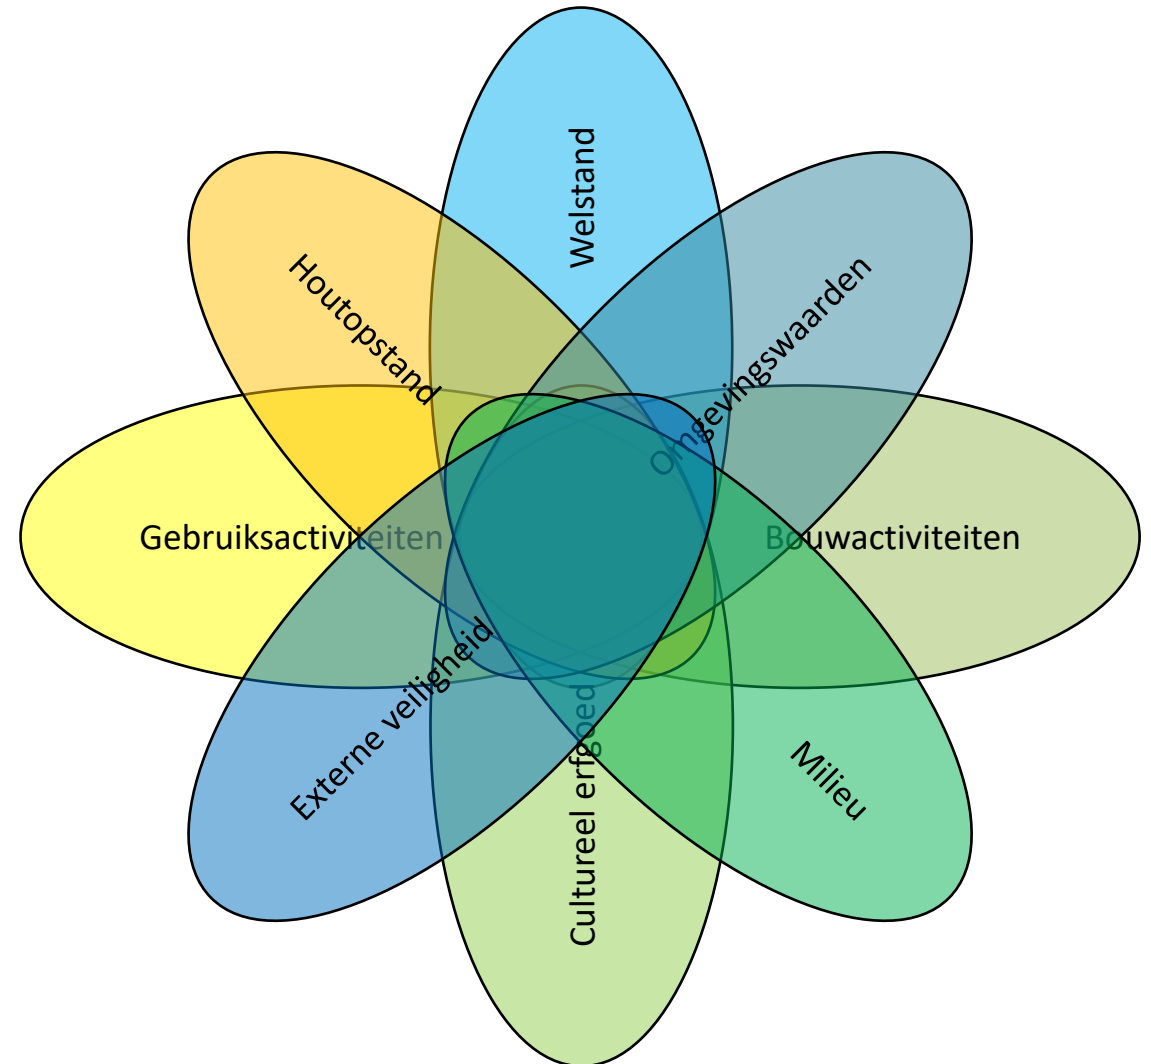 Welstand
Omgevingswaarden
Houtopstand
Gebruiksactiviteiten
Bouwactiviteiten
Externe veiligheid
Cultureel erfgoed
Milieu